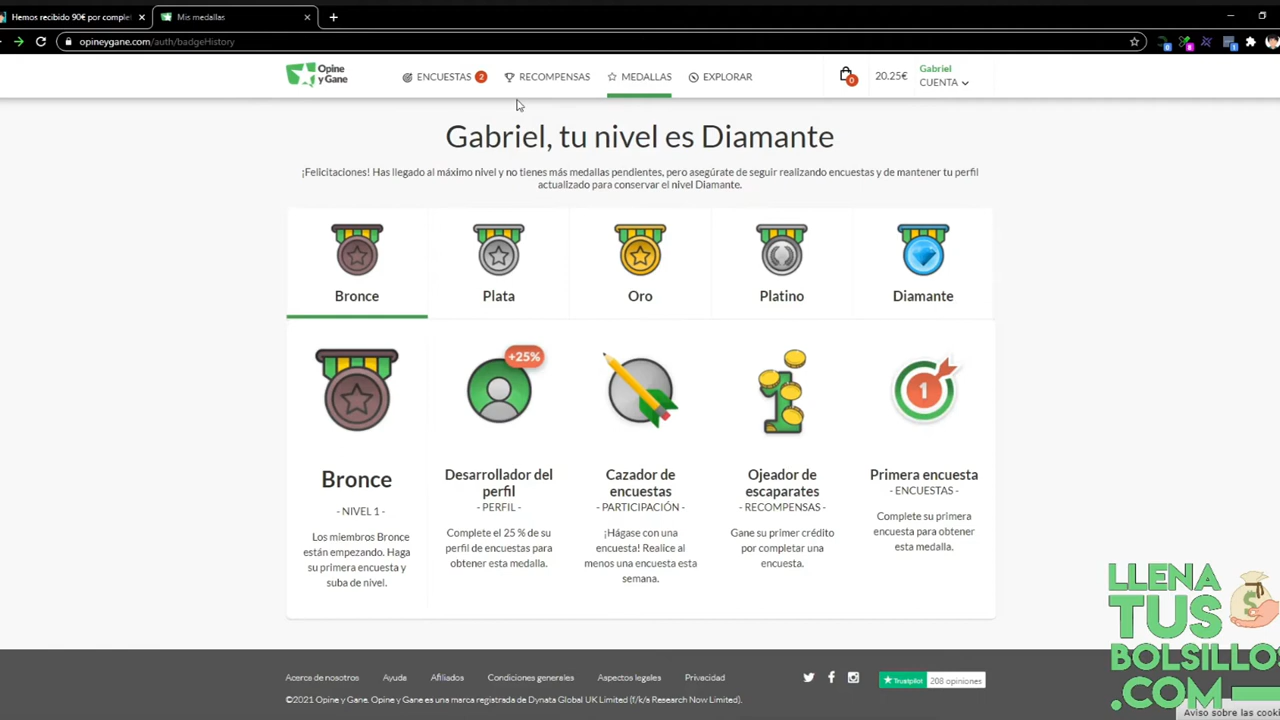 Hemos recibido 90€ por comple
Mis medallas
opineygane.com/auth/badgeHistory
Opine y Gane
ENCUESTAS 2
RECOMPENSAS
MEDALLAS
EXPLORAR
0
20.25€
Gabriel
CUENTA
Gabriel, tu nivel es Diamante
¡Felicitaciones! Has llegado al máximo nivel y no tienes más medallas pendientes, pero asegúrate de seguir realizando encuestas y de mantener tu perfil
actualizado para conservar el nivel Diamante.
Bronce
Plata
Oro
Platino
Diamante
+25%
1
Bronce
- NIVEL 1 -
Los miembros Bronce
están empezando. Haga
su primera encuesta y
suba de nivel.
Desarrollador del
perfil
- PERFIL -
Complete el 25 % de su
perfil de encuestas para
obtener esta medalla.
Cazador de
encuestas
- PARTICIPACIÓN -
¡Hágase con una
encuesta! Realice al
menos una encuesta esta
semana.
Ojeador de
escaparates
- RECOMPENSAS -
Gane su primer crédito
por completar una
encuesta.
Primera encuesta
- ENCUESTAS -
Complete su primera
encuesta para obtener
esta medalla.
LLENA
TUS
BOLSILLOS
.COM
Acerca de nosotros
Ayuda
Afiliados
Condiciones generales
Aspectos legales
Privacidad
Trustpilot
208 opiniones
©2021 Opine y Gane. Opine y Gane es una marca registrada de Dynata Global UK Limited (f/k/a Research Now Limited).
Aviso sobre las cooki